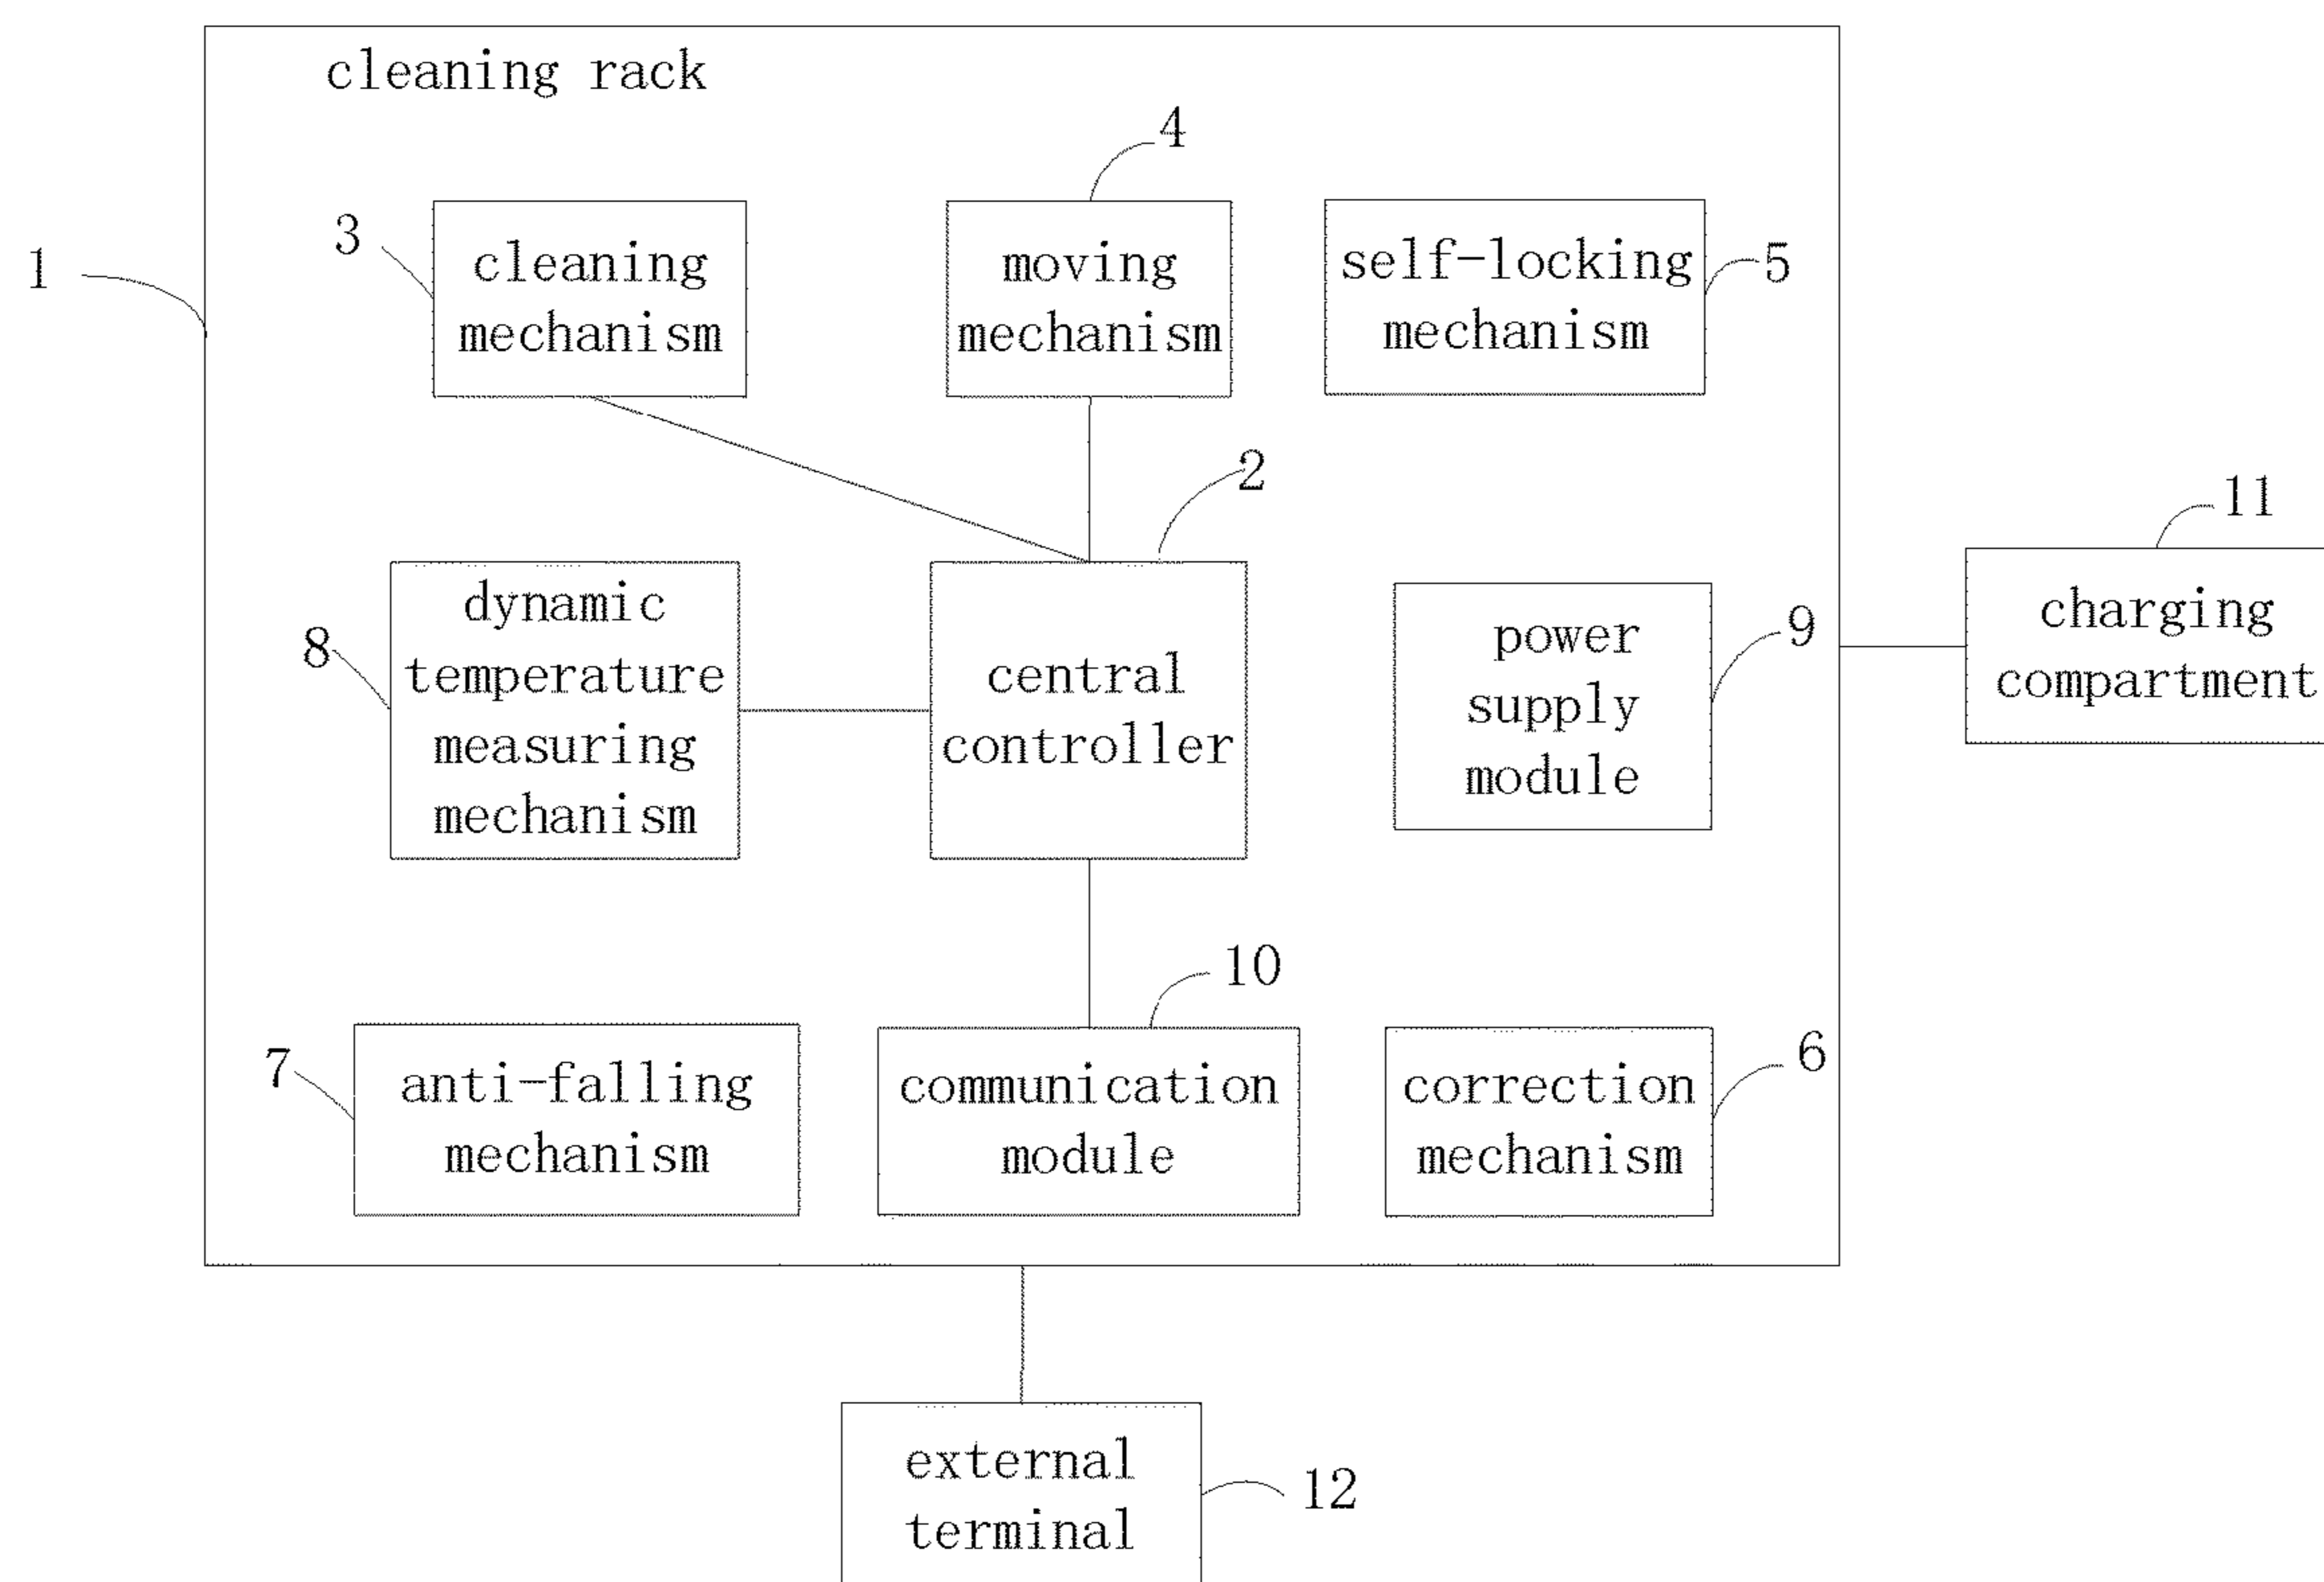 cleaning rack
4
3
cleaning
mechanism
moving
mechanism
self-locking
mechanism
5
1
2
11
dynamic
temperature
measuring
mechanism
8
central
controller
power
supply
module
9
charging
compartment
10
7
anti-falling
mechanism
communication
module
correction
mechanism
6
external
terminal
12